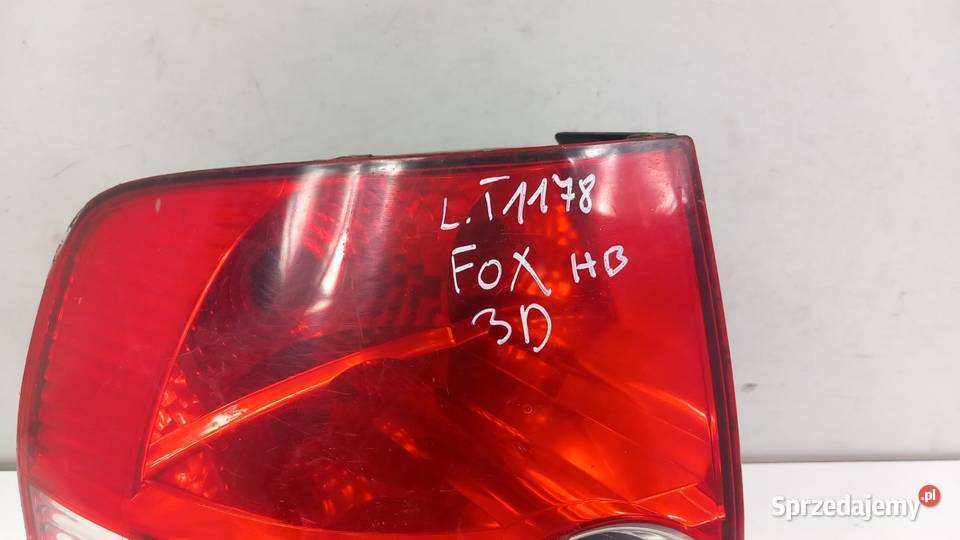 L.T1178
FOX HB
3D
Sprzedajemy.pl